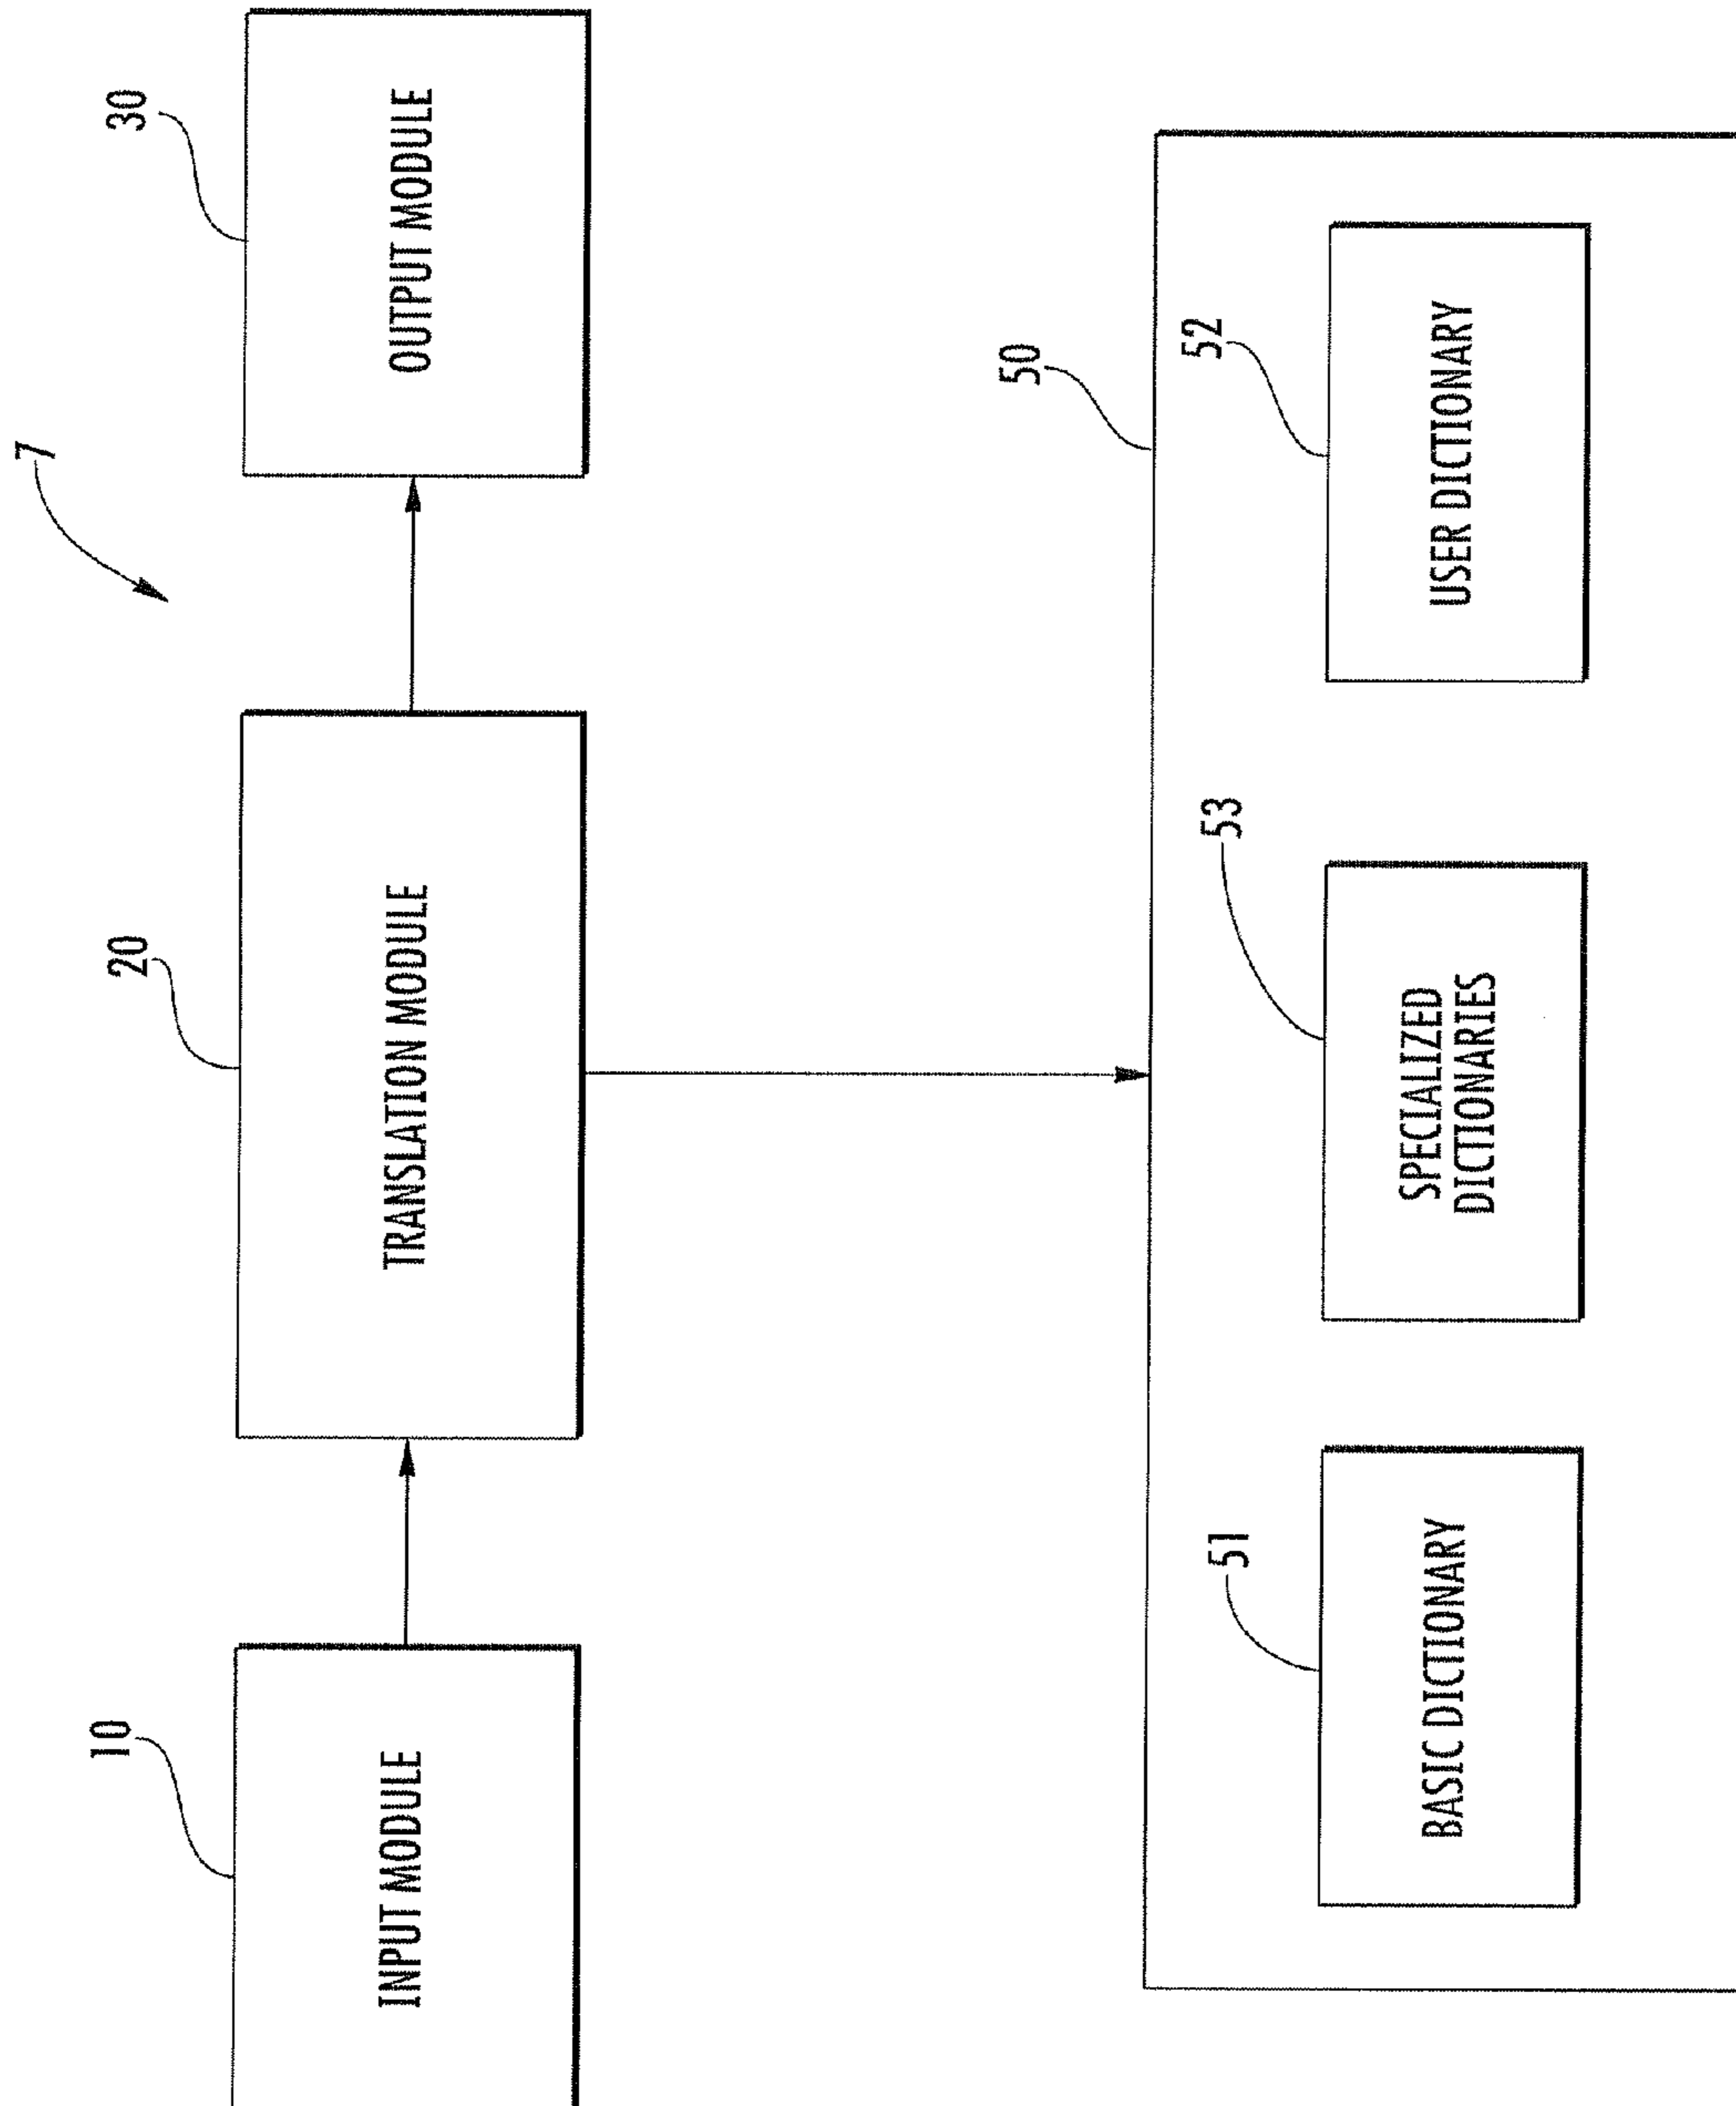 7
10
INPUT MODULE
20
TRANSLATION MODULE
30
OUTPUT MODULE
50
51
BASIC DICTIONARY
53
SPECIALIZED
DICTIONARIES
52
USER DICTIONARY